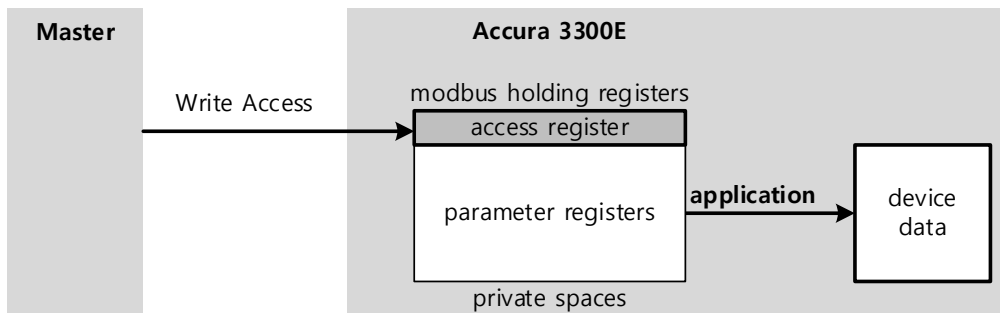 Master
Accura 3300E
Write Access
modbus holding registers
access register
parameter registers
application
device
data
private spaces